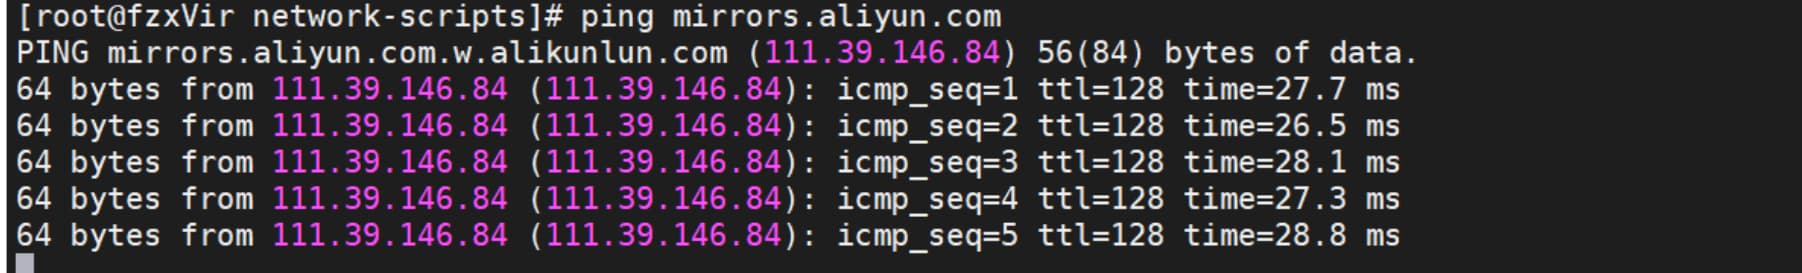 [root@fzxVir network-scripts]# ping mirrors.aliyun.com
PING mirrors.aliyun.com.w.alikunlun.com (111.39.146.84) 56(84) bytes of data.
64 bytes from 111.39.146.84 (111.39.146.84): icmp_seq=1 ttl=128 time=27.7 ms
64 bytes from 111.39.146.84 (111.39.146.84): icmp_seq=2 ttl=128 time=26.5 ms
64 bytes from 111.39.146.84 (111.39.146.84): icmp_seq=3 ttl=128 time=28.1 ms
64 bytes from 111.39.146.84 (111.39.146.84): icmp_seq=4 ttl=128 time=27.3 ms
64 bytes from 111.39.146.84 (111.39.146.84): icmp_seq=5 ttl=128 time=28.8 ms